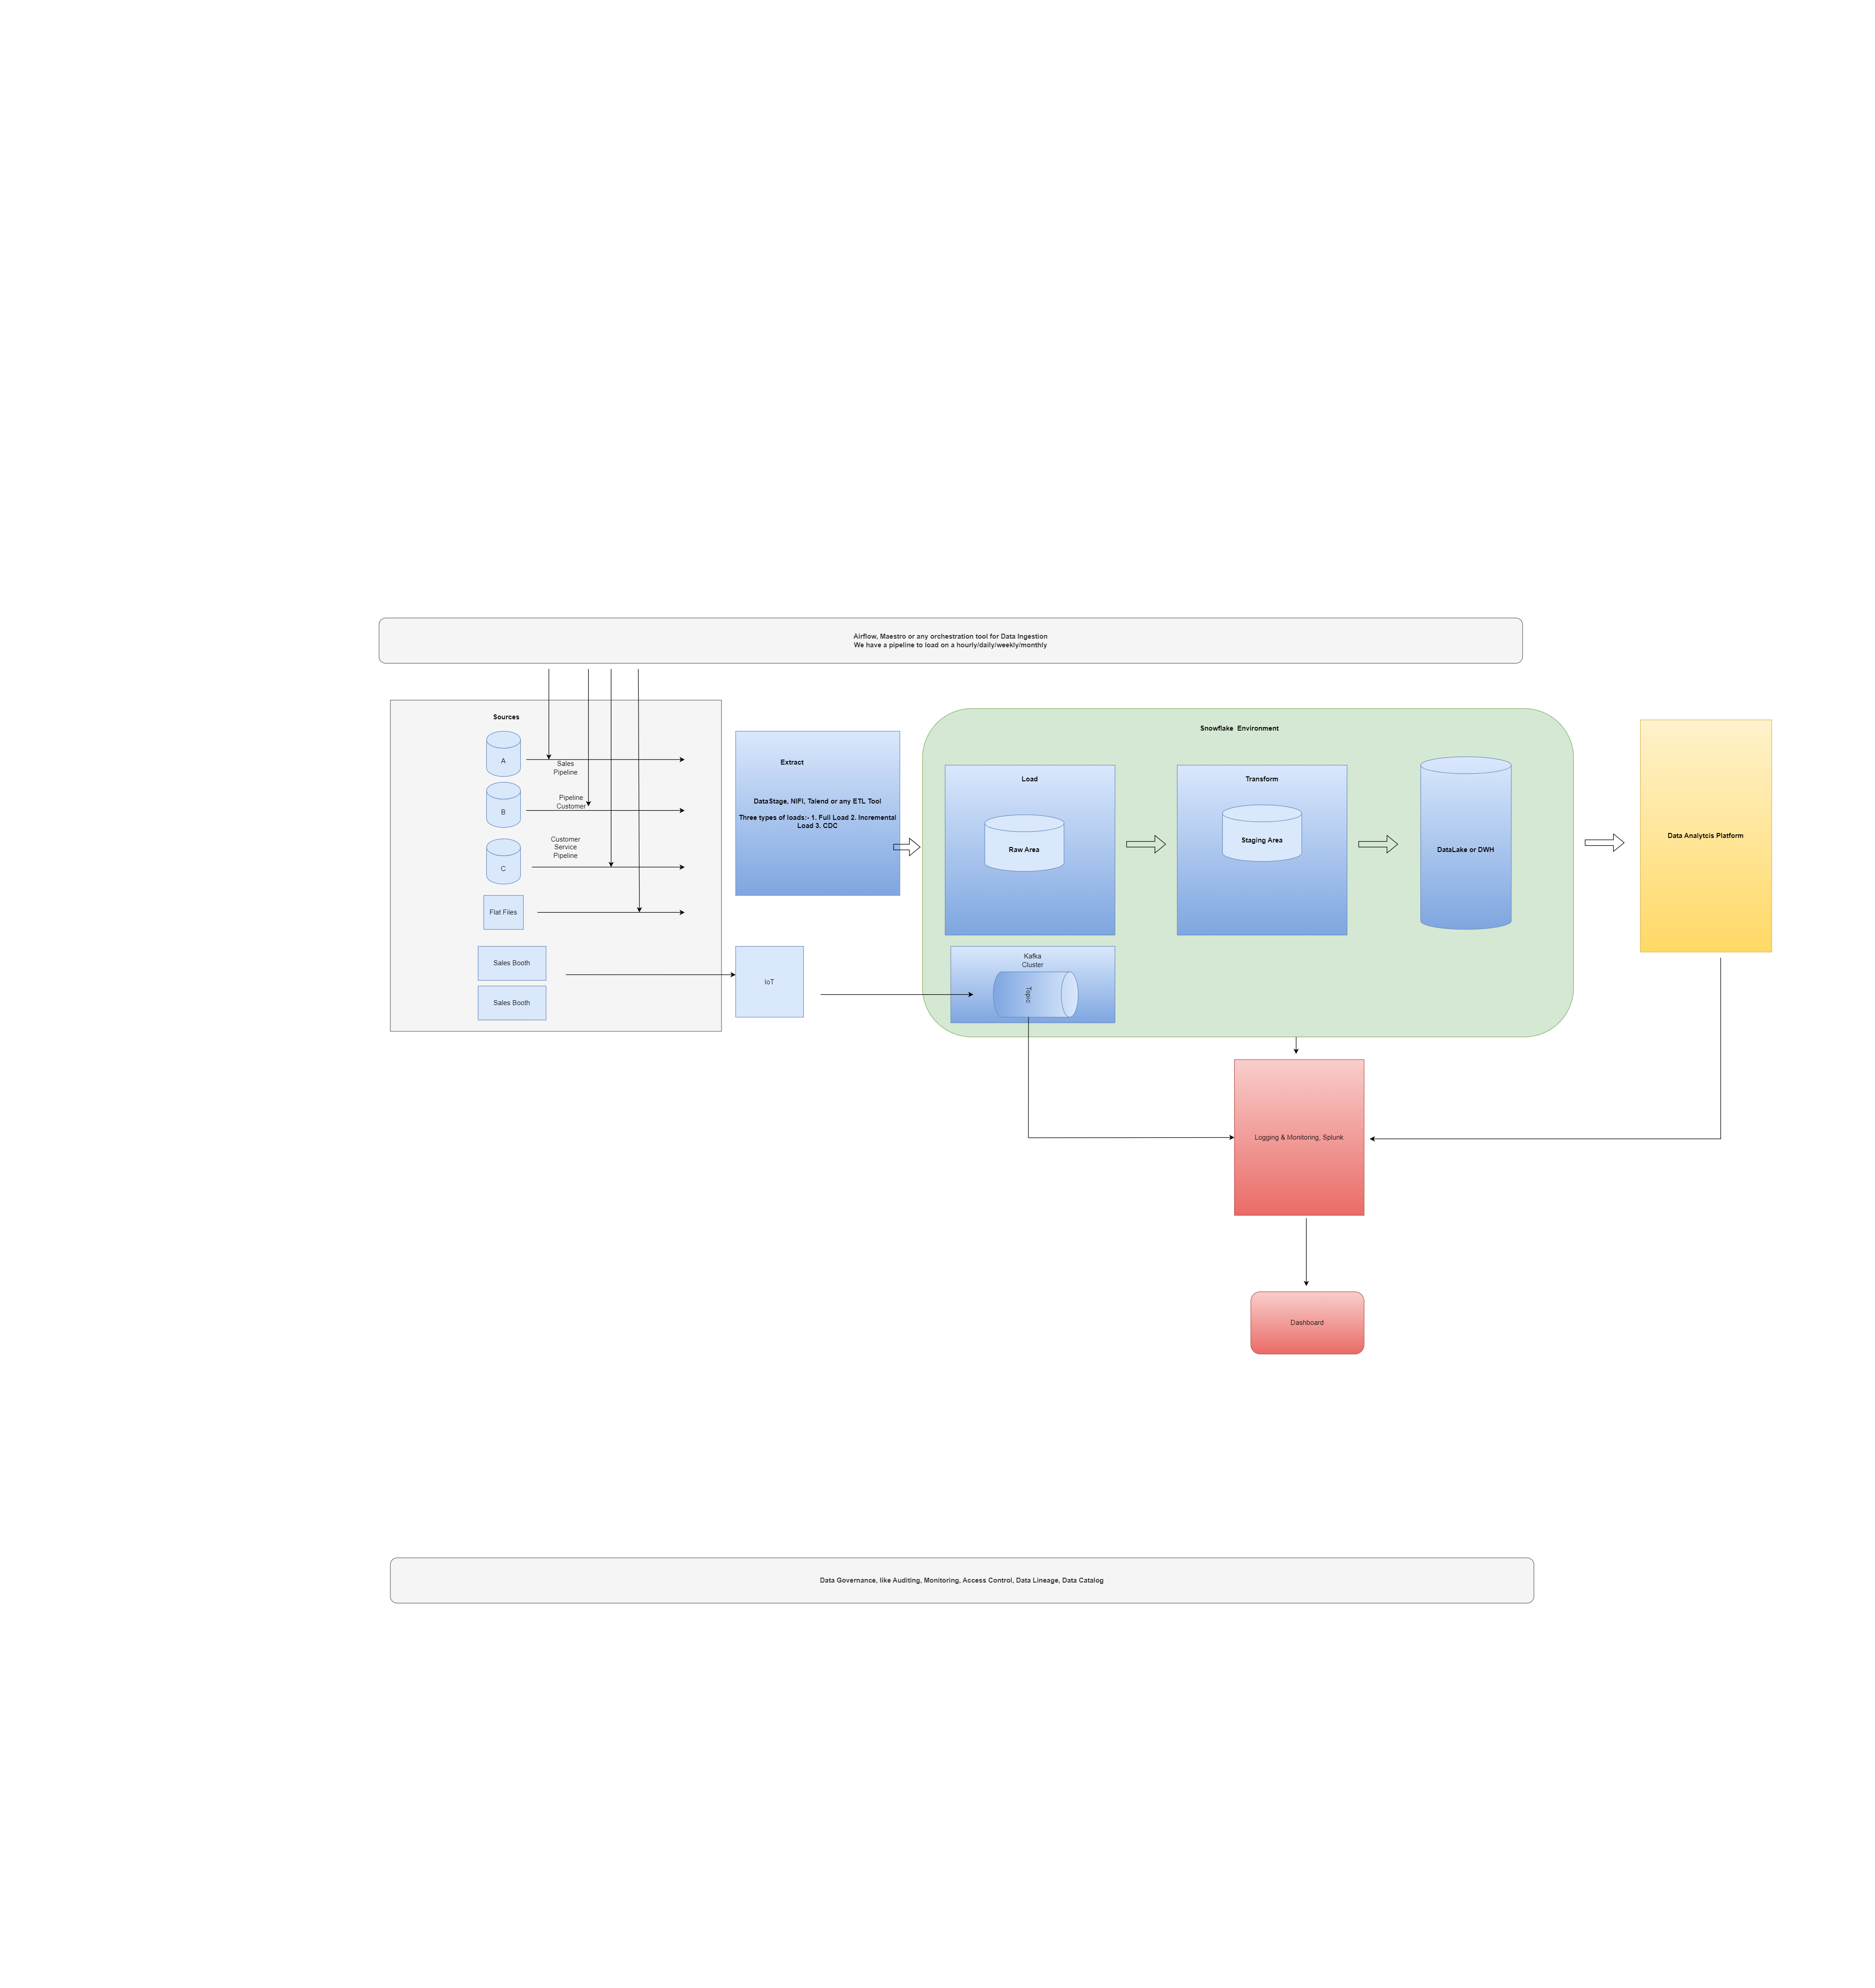 Airflow, Maestro or any orchestration tool for Data Ingestion
We have a pipeline to load on a hourly/daily/weekly/monthly
Sources
A
Sales
Pipeline
B
Pipeline
Customer
C
Customer
Service
Pipeline
Flat Files
Sales Booth
Sales Booth
Extract
DataStage, NIFI, Talend or any ETL Tool
Three types of loads:- 1. Full Load 2. Incremental
Load 3. CDC
IoT
Snowflake Environment
Load
Raw Area
Transform
Staging Area
DataLake or DWH
Kafka
Cluster
Topic
Data Analytcis Platform
Logging & Monitoring, Splunk
Dashboard
Data Governance, like Auditing, Monitoring, Access Control, Data Lineage, Data Catalog